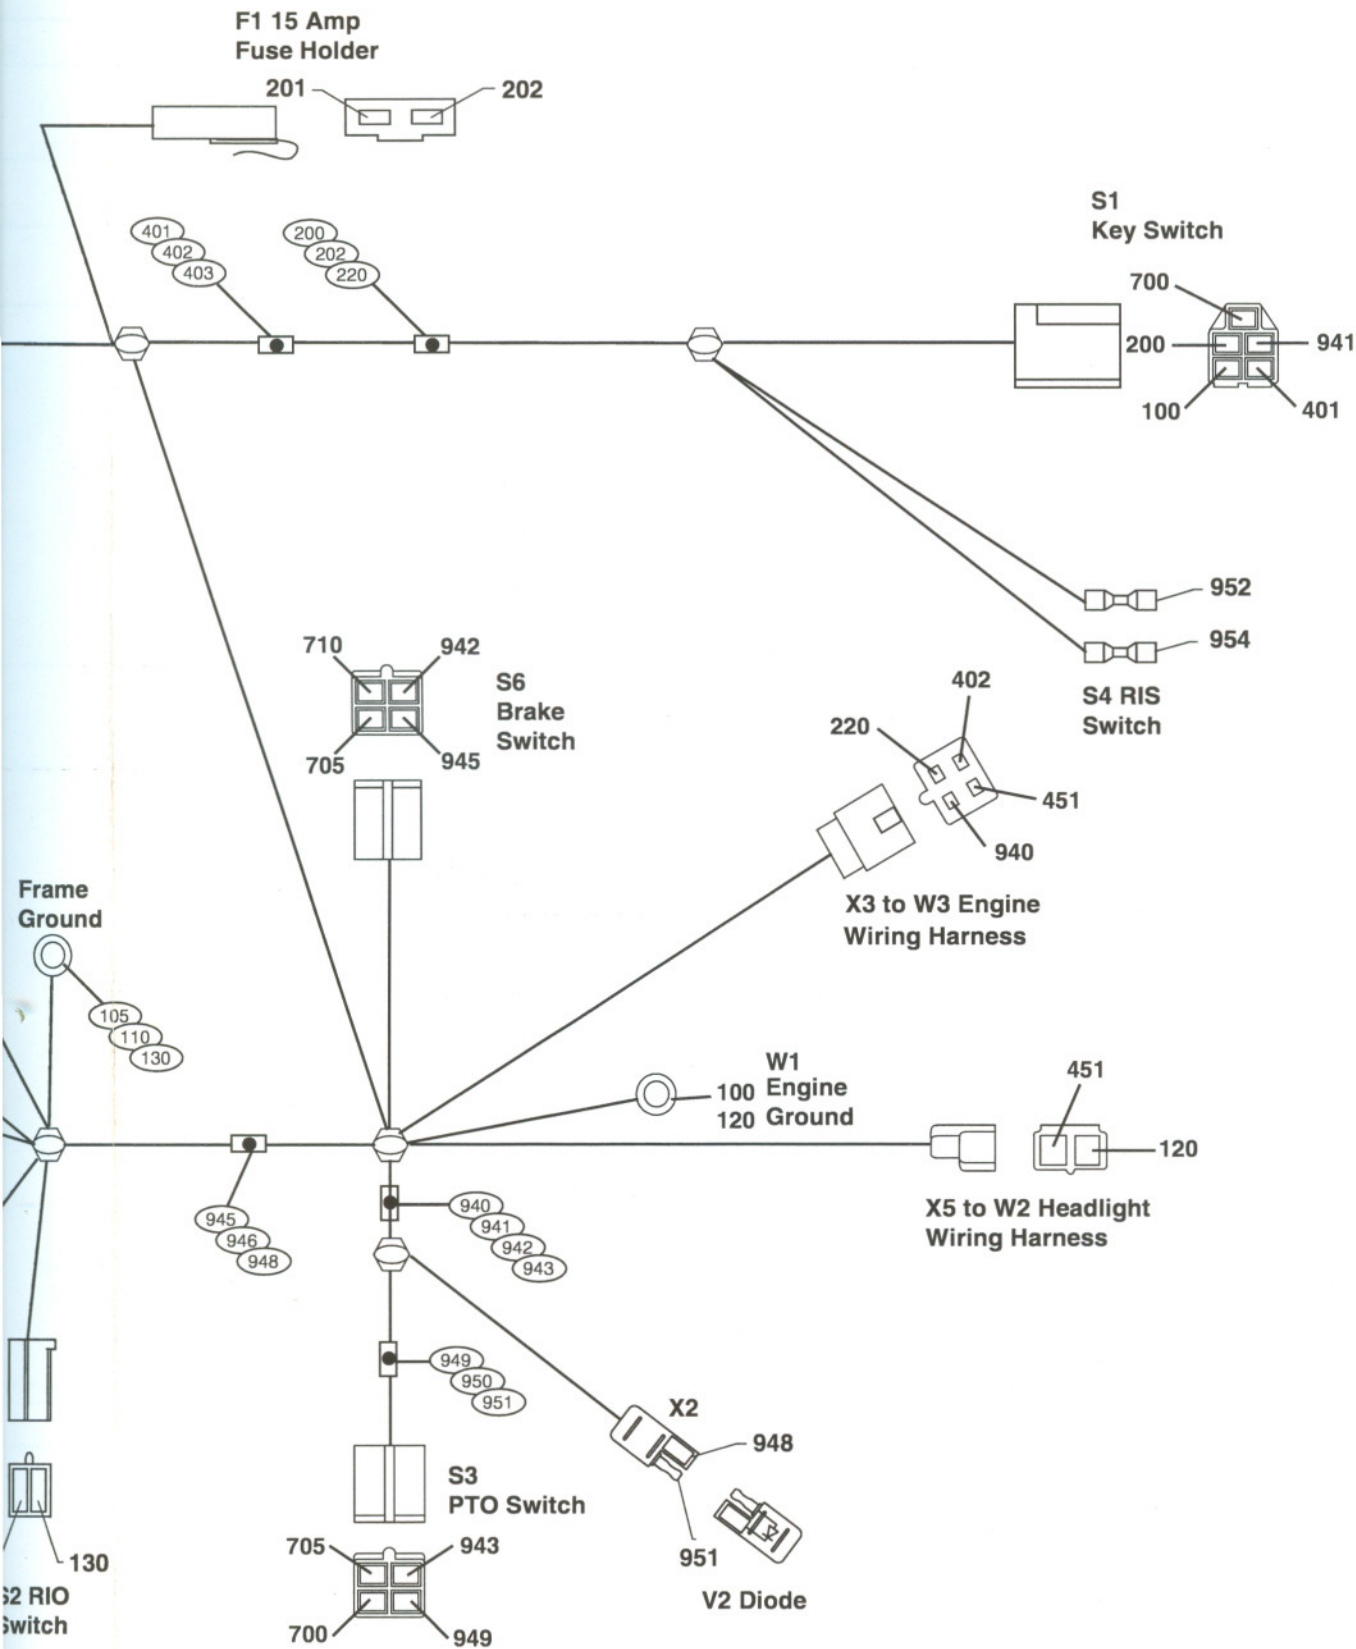 F1 15 Amp
Fuse Holder
201
202
401
402
403
200
202
220
S1
Key Switch
700
200
941
100
401
952
954
S4 RIS
Switch
710
942
S6
Brake
Switch
705
945
402
220
451
940
X3 to W3 Engine
Wiring Harness
Frame
Ground
105
110
130
W1
100 Engine
120 Ground
451
120
X5 to W2 Headlight
Wiring Harness
945
946
948
940
941
942
943
949
950
951
X2
948
951
V2 Diode
S3
PTO Switch
705
943
700
949
130
S2 RIO
Switch